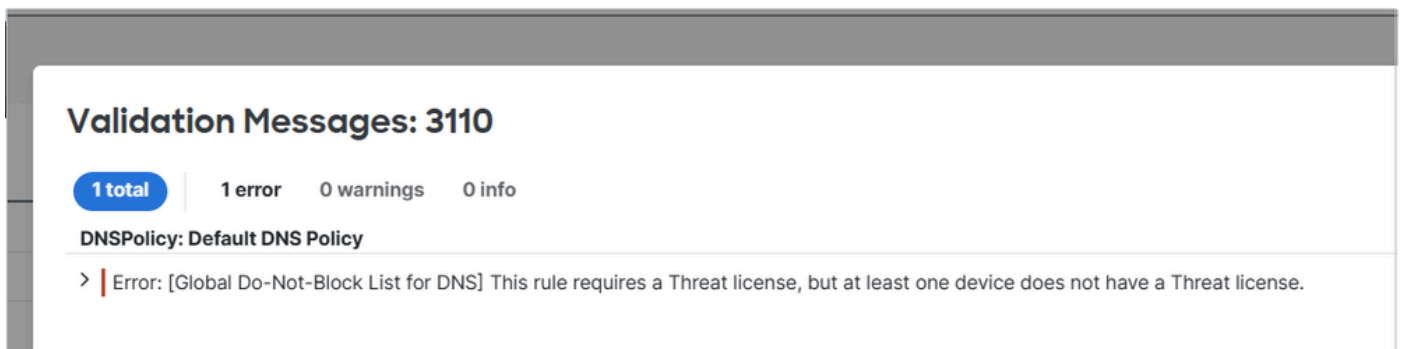 Validation Messages: 3110
1 total 1 error 0 warnings 0 info
DNSPolicy: Default DNS Policy
Error: [Global Do-Not-Block List for DNS] This rule requires a Threat license, but at least one device does not have a Threat license.